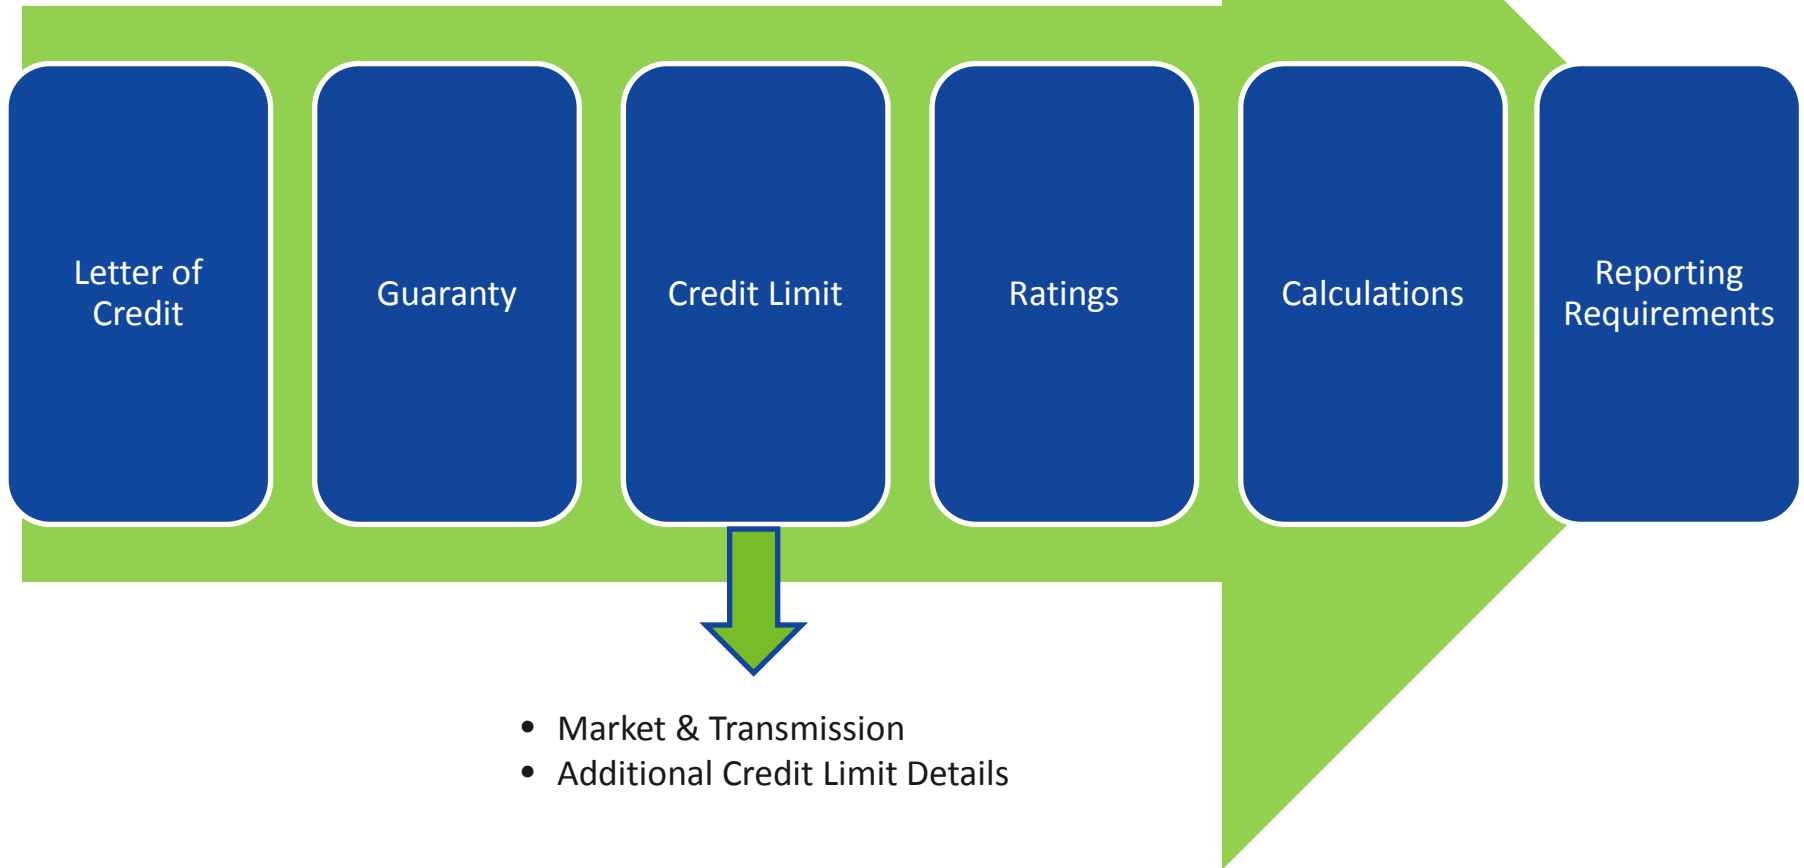 Letter of
Credit
Guaranty
Credit Limit
Ratings
Calculations
Reporting
Requirements
• Market & Transmission
• Additional Credit Limit Details